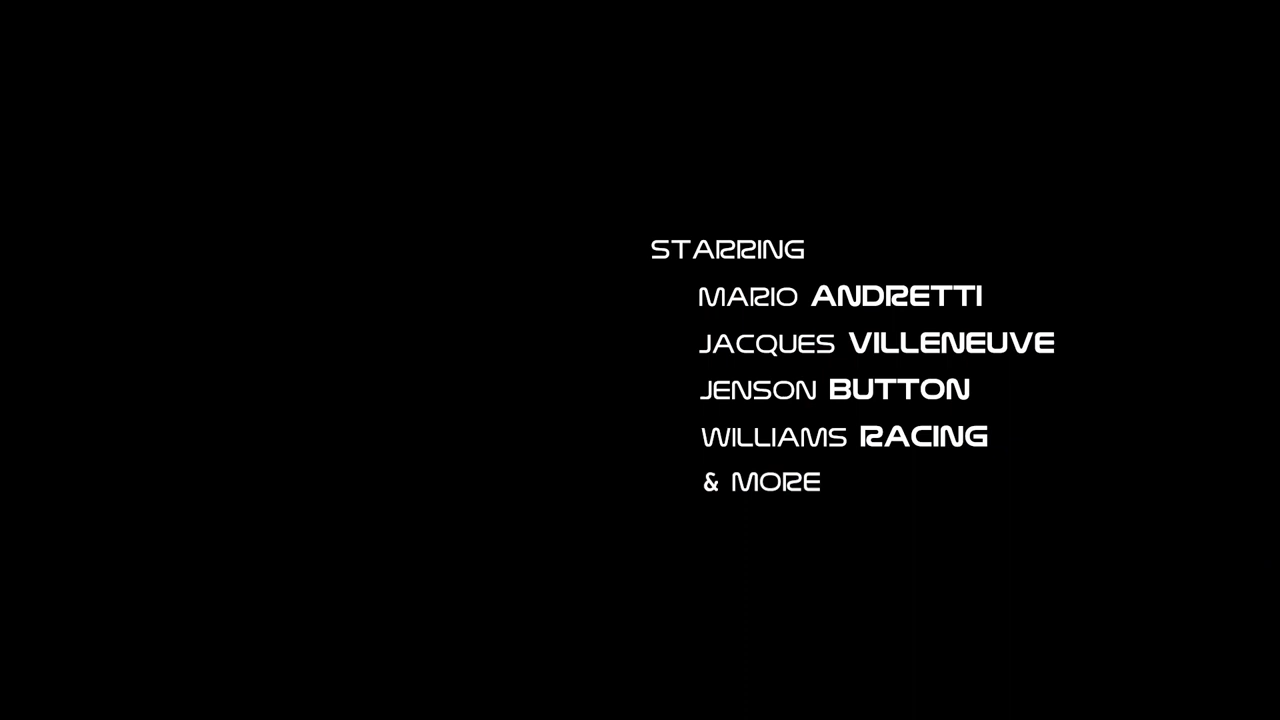 STARRING
MARIO ANDRETTI
JACQUES VILLENEUVE
JENSON BUTTON
WILLIAMS RACING
& MORE